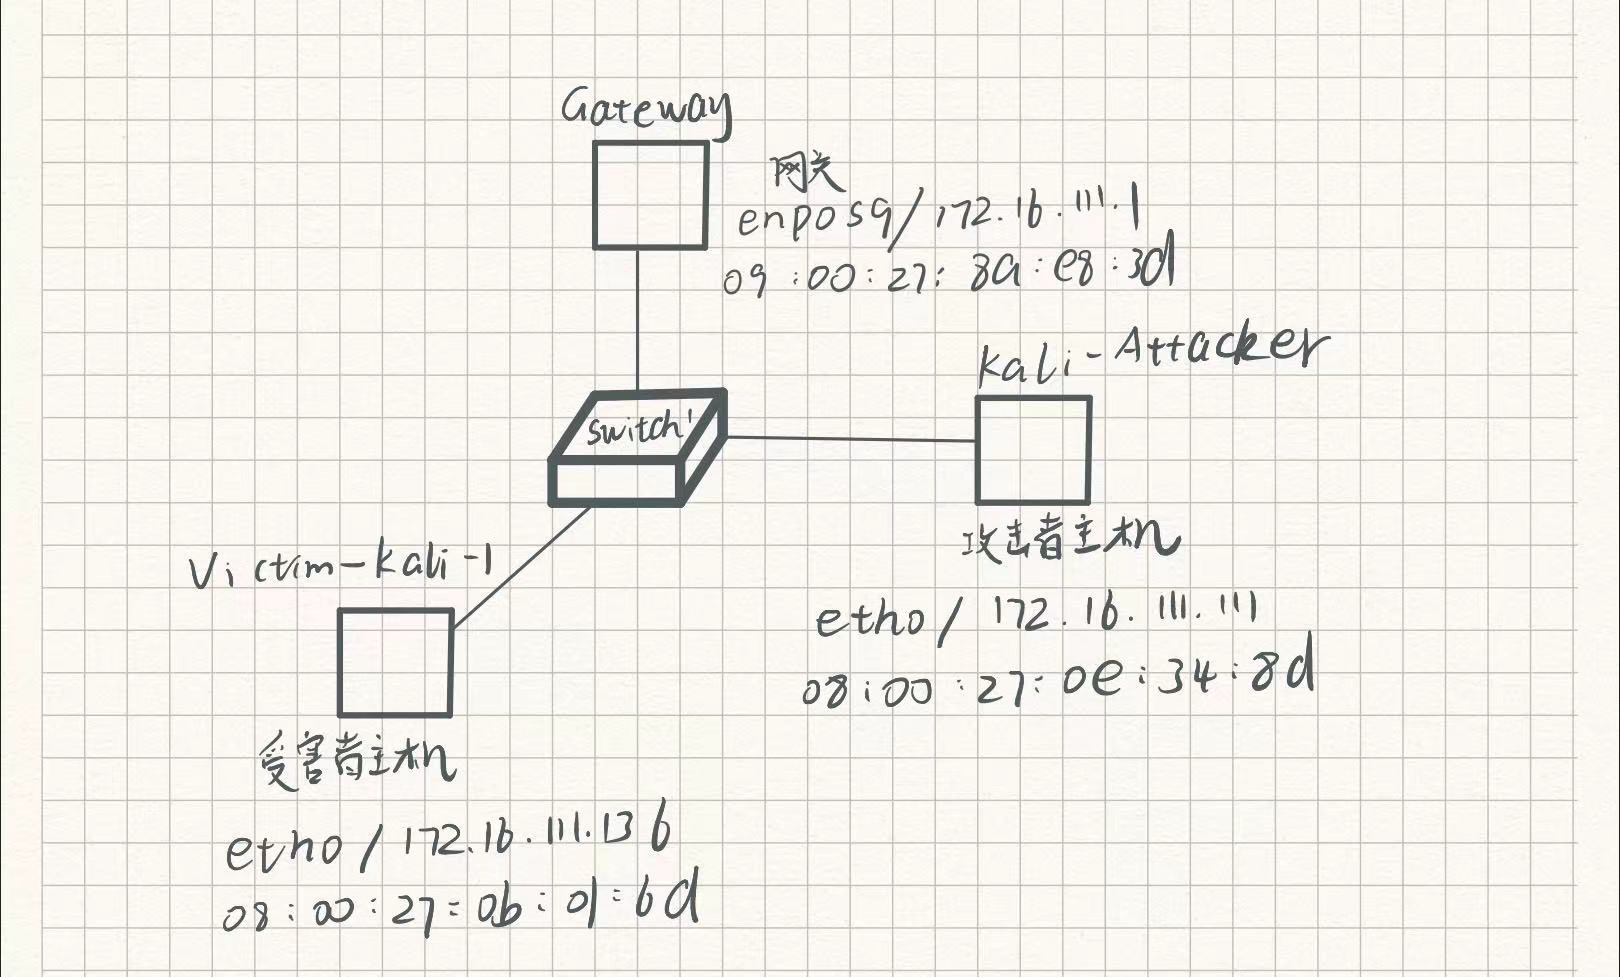 Gateway
网关
enp0s9/172.16.111.1
09:00:27:8a:e8:3d
Kali-Attacker
switch1
攻击者主机
Victim-kali-1
eth0/172.16.111.111
08:00:27:0e:34:8d
受害者主机
eth0/172.16.111.136
08:00:27:0b:01:6d